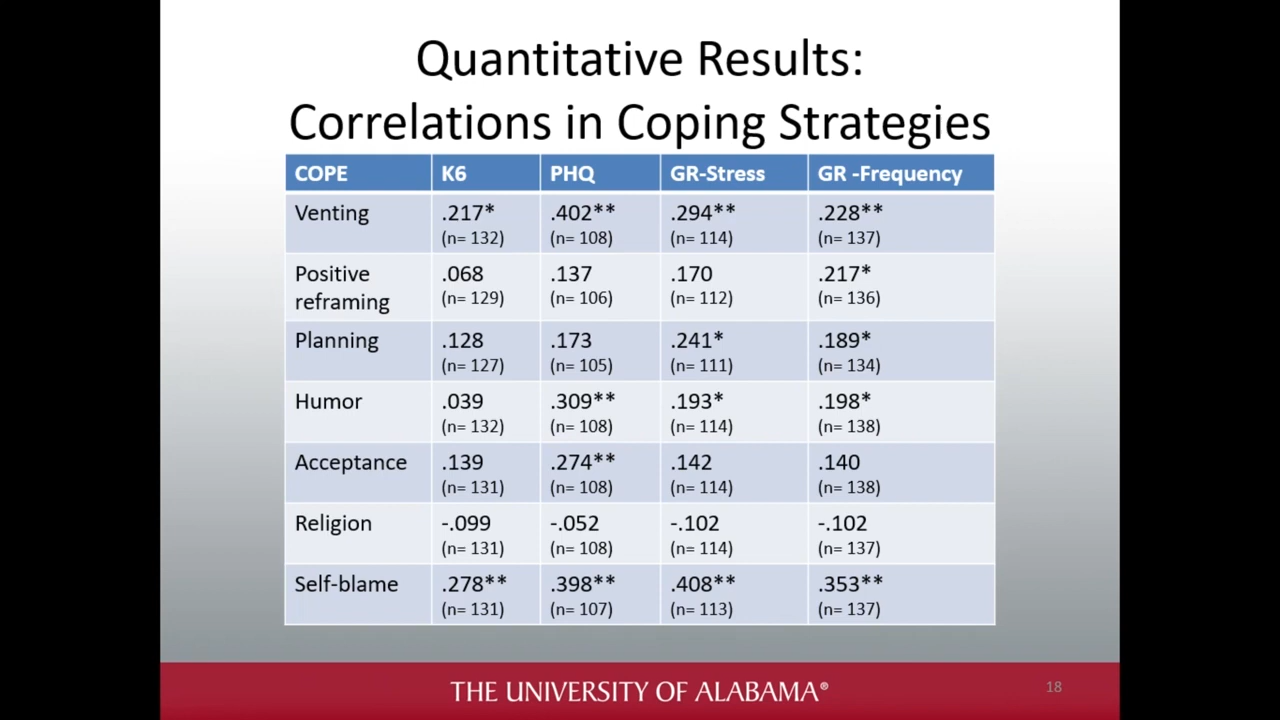 Quantitative Results:
Correlations in Coping Strategies
COPE K6 PHQ GR-Stress GR -Frequency
Venting .217* .402** .294** .228**
(n= 132) (n= 108) (n= 114) (n= 137)
Positive .068 .137 .170 .217*
reframing (n= 129) (n= 106) (n= 112) (n= 136)
Planning .128 .173 .241* .189*
(n= 127) (n= 105) (n= 111) (n= 134)
Humor .039 .309** .193* .198*
(n= 132) (n= 108) (n= 114) (n= 138)
Acceptance .139 .274** .142 .140
(n= 131) (n= 108) (n= 114) (n= 138)
Religion -.099 -.052 -.102 -.102
(n= 131) (n= 108) (n= 114) (n= 137)
Self-blame .278** .398** .408** .353**
(n= 131) (n= 107) (n= 113) (n= 137)
THE UNIVERSITY OF ALABAMA® 18